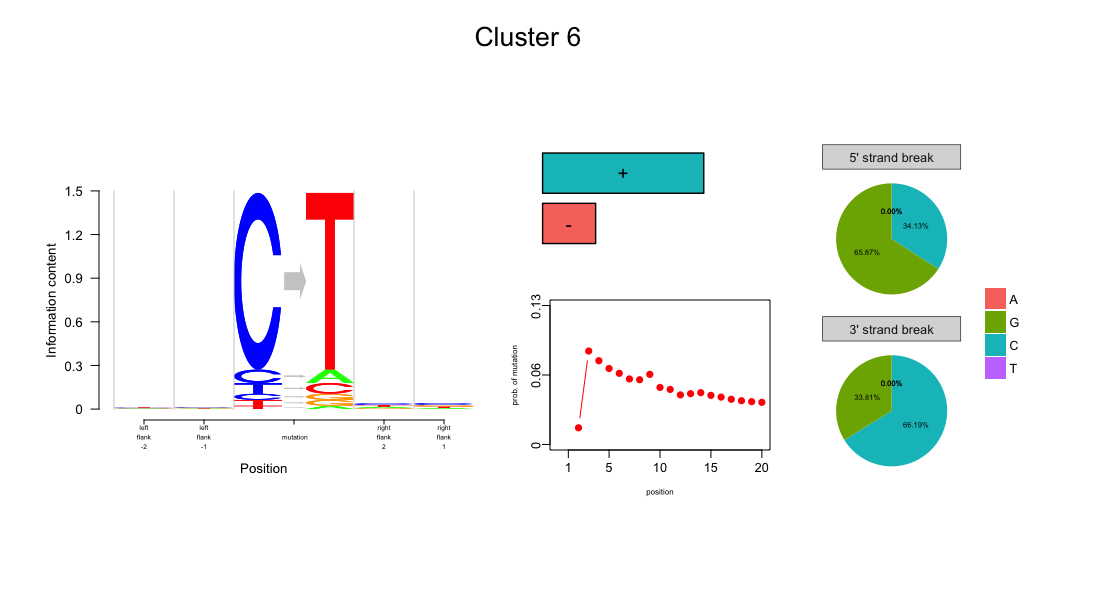 Cluster 6
Information content
1.5
1.2
0.9
0.6
0.3
0
C
T
C
A
T
C
C
G
T
G
A
left flank -2
left flank -1
mutation
right flank 2
right flank 1
Position
+
-
prob. of mutation
0.13
0.06
0
1
5
10
15
20
position
5' strand break
0.00%
34.13%
65.87%
3' strand break
0.00%
33.81%
66.19%
A
G
C
T